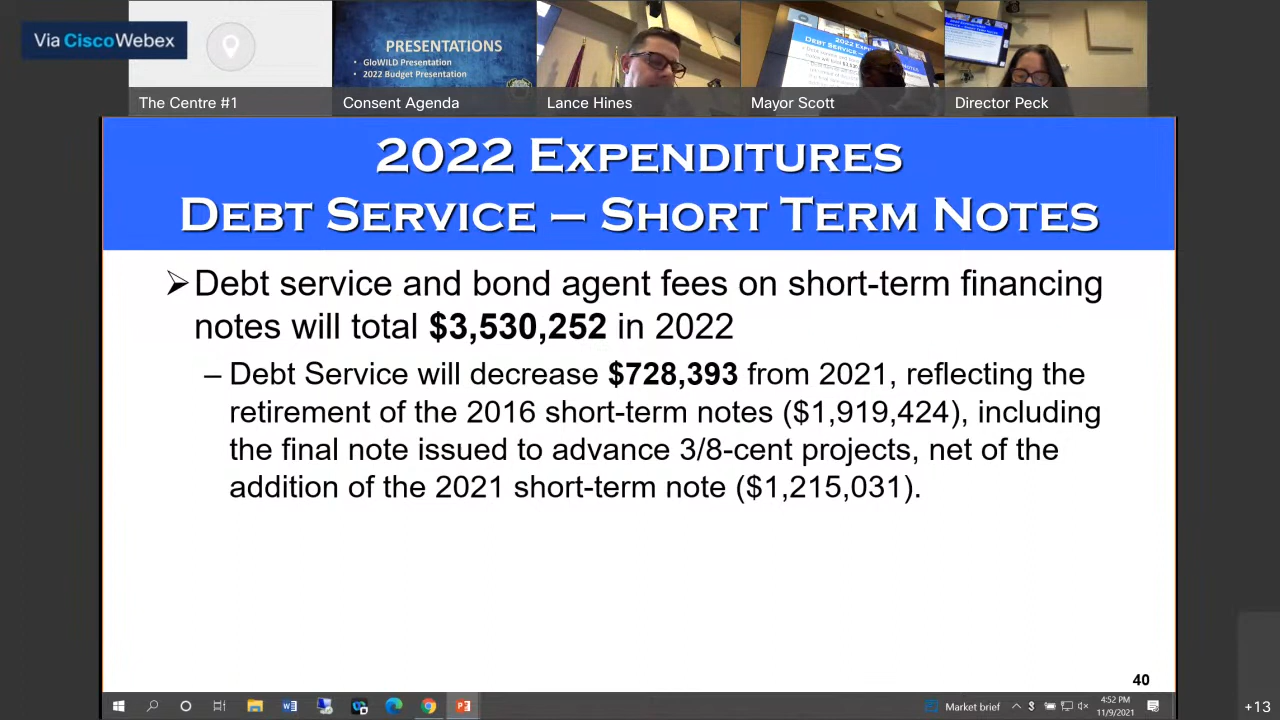 Via Cisco Webex
PRESENTATIONS
• GloWILD Presentation
• 2022 Budget Presentation
The Centre #1
Consent Agenda
Lance Hines
Mayor Scott
Director Peck
2022 EXPENDITURES
DEBT SERVICE – SHORT TERM NOTES
➢Debt service and bond agent fees on short-term financing
notes will total $3,530,252 in 2022
– Debt Service will decrease $728,393 from 2021, reflecting the
retirement of the 2016 short-term notes ($1,919,424), including
the final note issued to advance 3/8-cent projects, net of the
addition of the 2021 short-term note ($1,215,031).
40
Market brief
4:52 PM
11/9/2021
+13